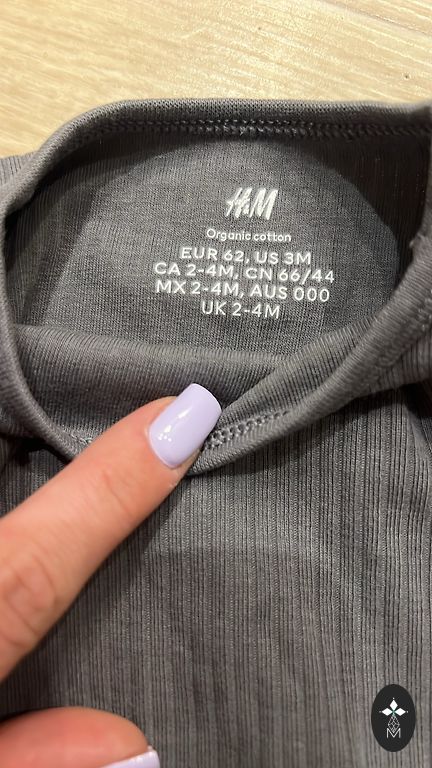 H&M
Organic cotton
EUR 62, US 3M
CA 2-4M, CN 66/44
MX 2-4M, AUS 000
UK 2-4M
M